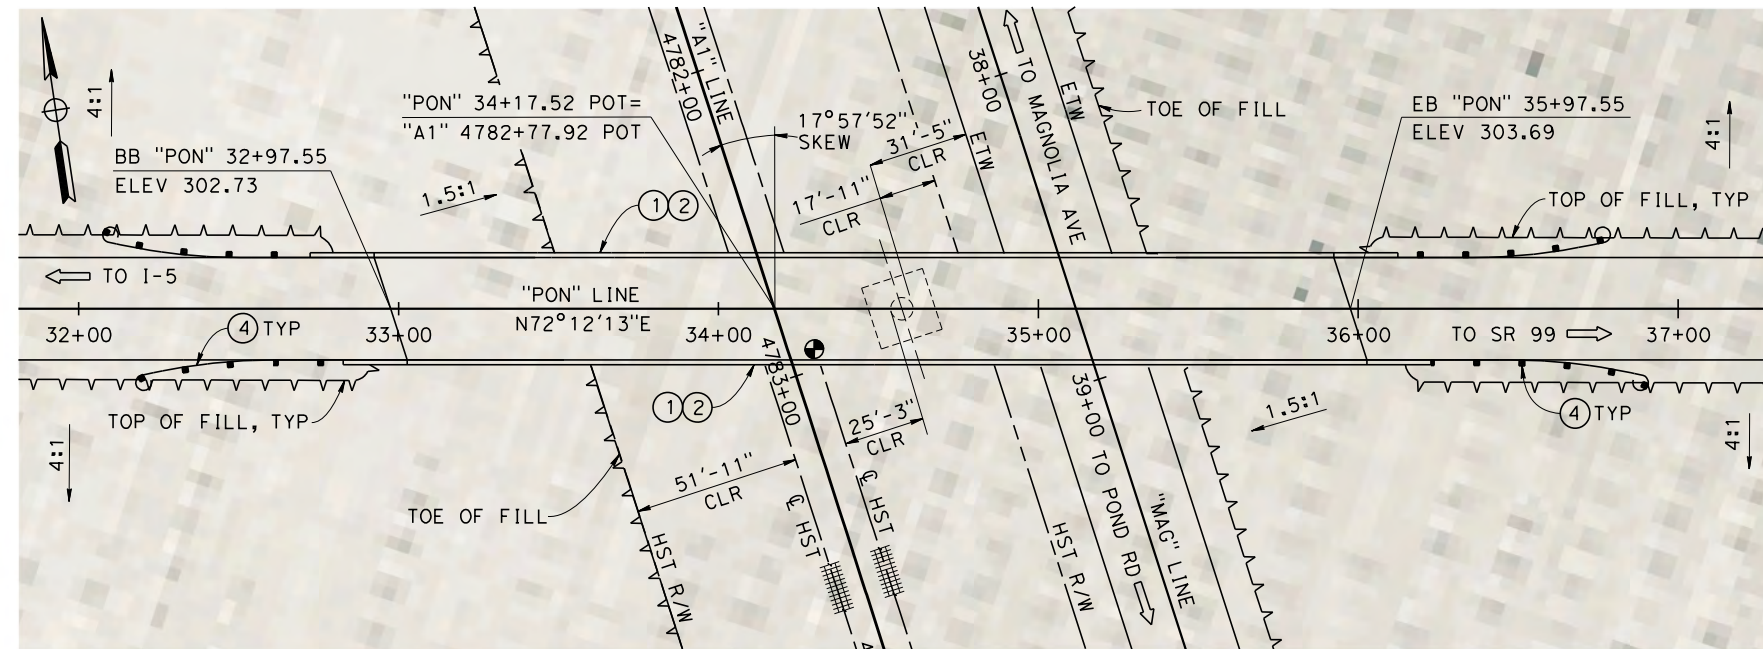 4:1
"PON" 34+17.52 POT=
"A1" 4782+77.92 POT
BB "PON" 32+97.55
ELEV 302.73
1.5:1
4782+00
"A1" LINE
17°57'52"
SKEW
31'-5"
CLR
17'-11"
CLR
ETW
38+00
TO MAGNOLIA AVE
ETW
TOE OF FILL
EB "PON" 35+97.55
ELEV 303.69
4:1
TOP OF FILL, TYP
1 2
TO I-5
"PON" LINE
N72°12'13"E
32+00
33+00
34+00
35+00
36+00
37+00
TO SR 99
4 TYP
TOP OF FILL, TYP
4:1
1 2
4783+00
25'-3"
CLR
51'-11"
CLR
TOE OF FILL
HST R/W
℄ HST
℄ HST
39+00
TO POND RD
HST R/W
"MAG" LINE
1.5:1
4 TYP
4:1